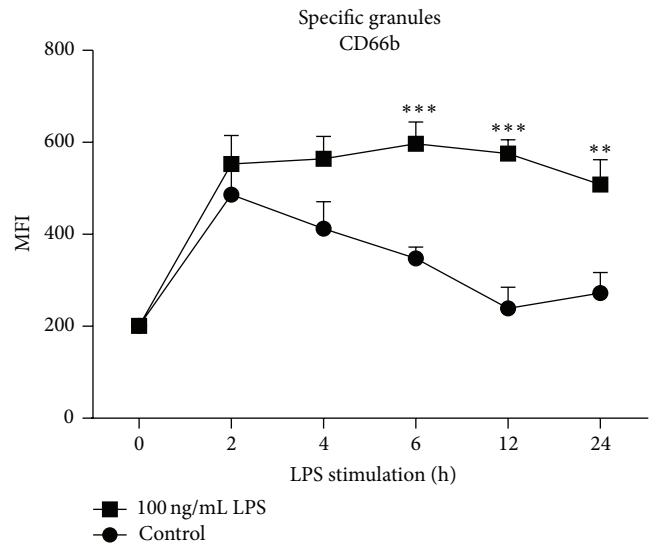 Specific granules
CD66b
800
600
400
200
0
MFI
***
***
**
0 2 4 6 12 24
LPS stimulation (h)
100 ng/mL LPS
Control